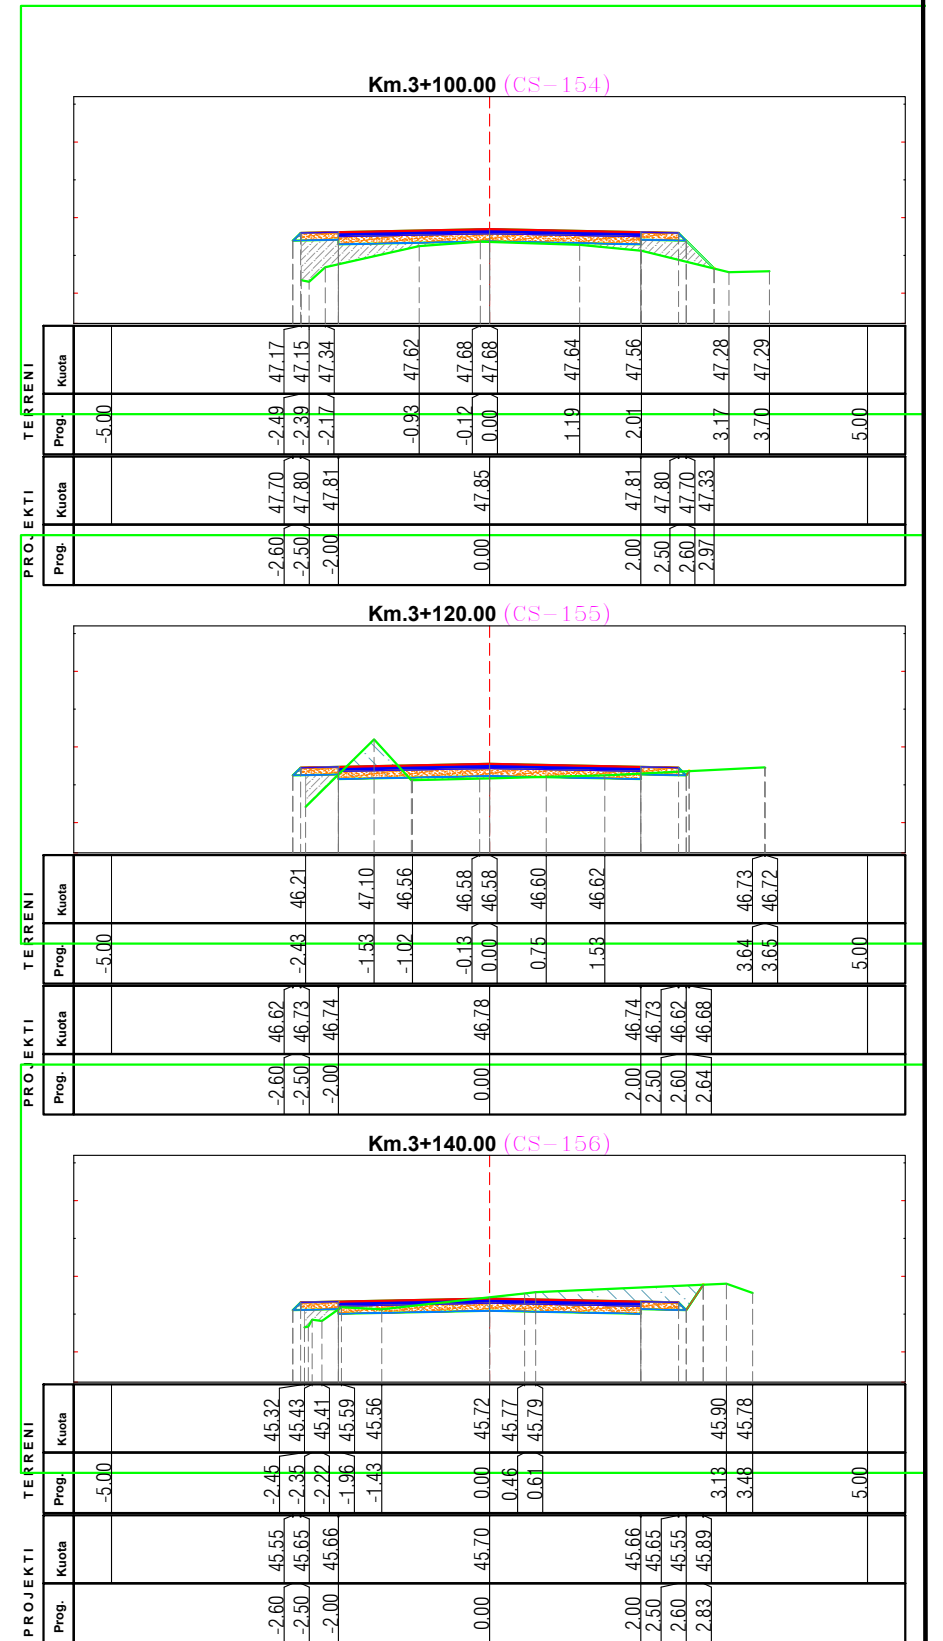 Km.3+100.00 (CS-154)
TERRENI
Kuota 47.17 47.15 47.34 47.62 47.68 47.68 47.64 47.56 47.28 47.29
Prog. -5.00 -2.49 -2.39 -2.17 -0.93 -0.12 0.00 1.19 2.01 3.17 3.70 5.00
PROJEKTI
Kuota 47.70 47.80 47.81 47.85 47.81 47.80 47.70 47.33
Prog. -2.60 -2.50 -2.00 0.00 2.00 2.50 2.60 2.97
Km.3+120.00 (CS-155)
TERRENI
Kuota 46.21 47.10 46.56 46.58 46.58 46.60 46.62 46.73 46.72
Prog. -5.00 -2.43 -1.53 -1.02 -0.13 0.00 0.75 1.53 3.64 3.65 5.00
PROJEKTI
Kuota 46.62 46.73 46.74 46.78 46.74 46.73 46.62 46.68
Prog. -2.60 -2.50 -2.00 0.00 2.00 2.50 2.60 2.64
Km.3+140.00 (CS-156)
TERRENI
Kuota 45.32 45.43 45.41 45.59 45.56 45.72 45.77 45.79 45.90 45.78
Prog. -5.00 -2.45 -2.35 -2.22 -1.96 -1.43 0.00 0.46 0.61 3.13 3.48 5.00
PROJEKTI
Kuota 45.55 45.65 45.66 45.70 45.66 45.65 45.55 45.89
Prog. -2.60 -2.50 -2.00 0.00 2.00 2.50 2.60 2.83